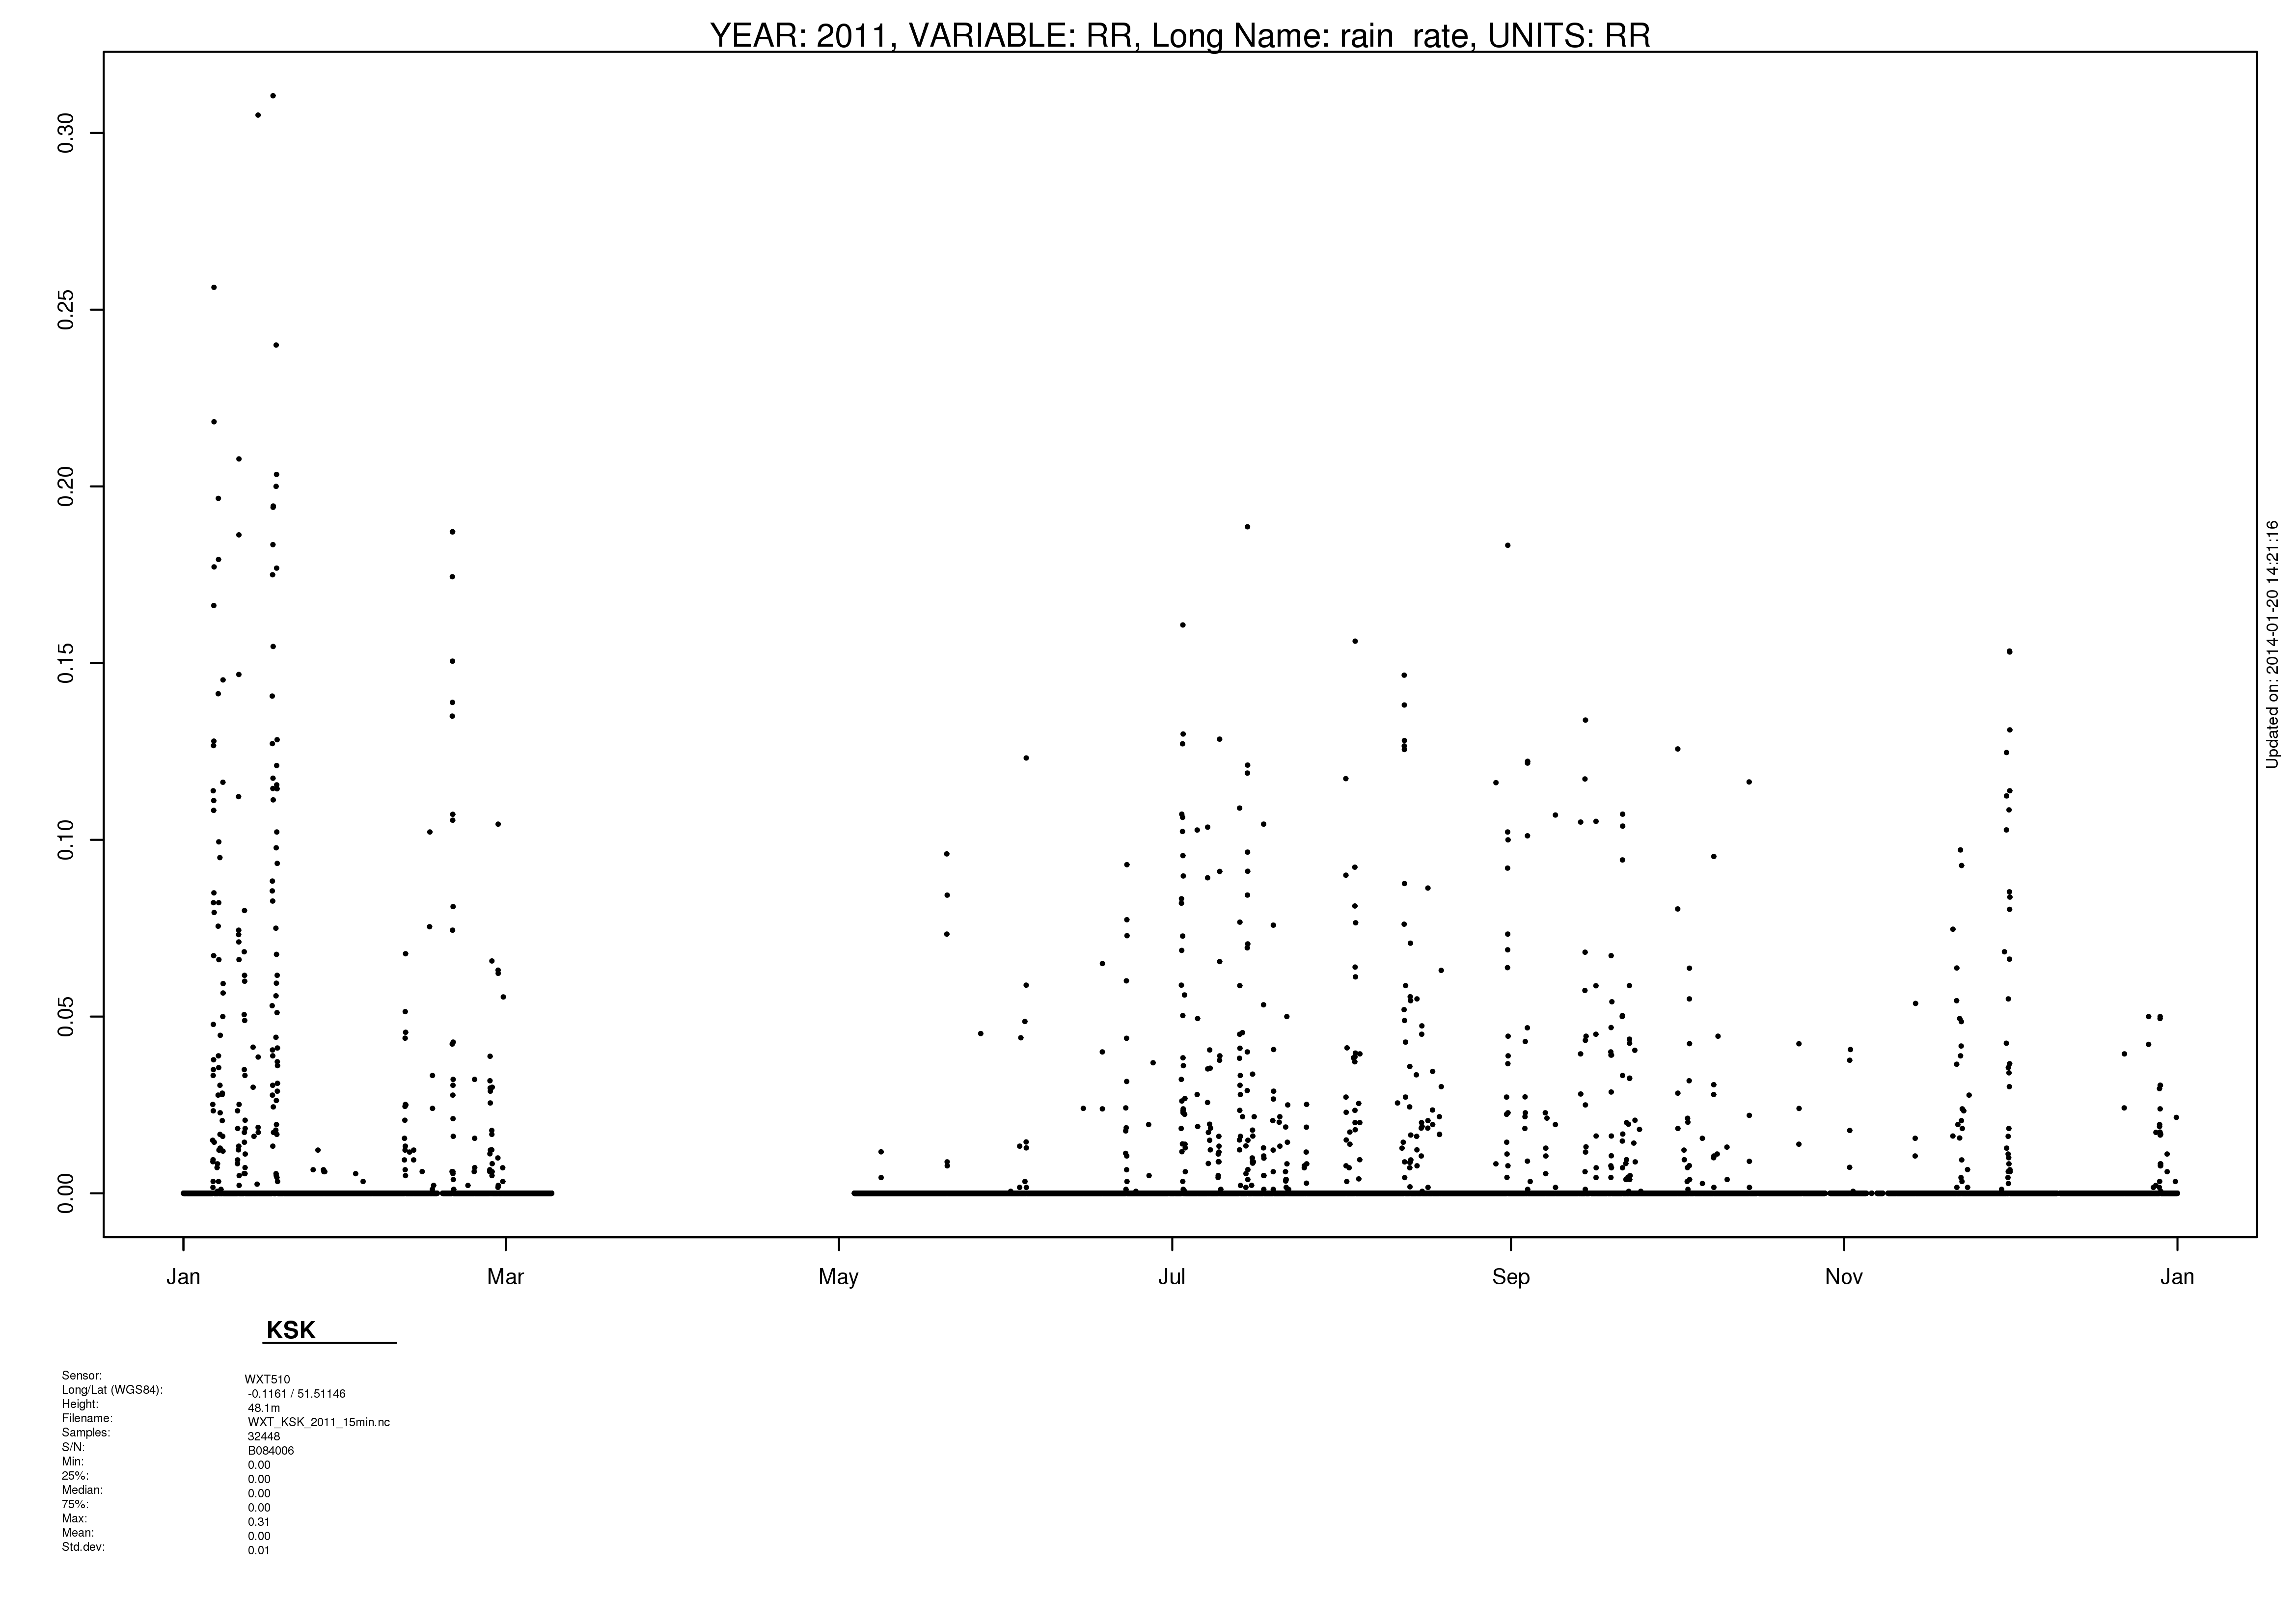 YEAR: 2011, VARIABLE: RR, Long Name: rain rate, UNITS: RR
0.30
0.25
0.20
0.15
0.10
0.05
0.00
Updated on: 2014-01-20 14:21:16
Jan Mar May Jul Sep Nov Jan
KSK
Sensor: WXT510
Long/Lat (WGS84): -0.1161 / 51.51146
Height: 48.1m
Filename: WXT_KSK_2011_15min.nc
Samples: 32448
S/N: B084006
Min: 0.00
25%: 0.00
Median: 0.00
75%: 0.00
Max: 0.31
Mean: 0.00
Std.dev: 0.01